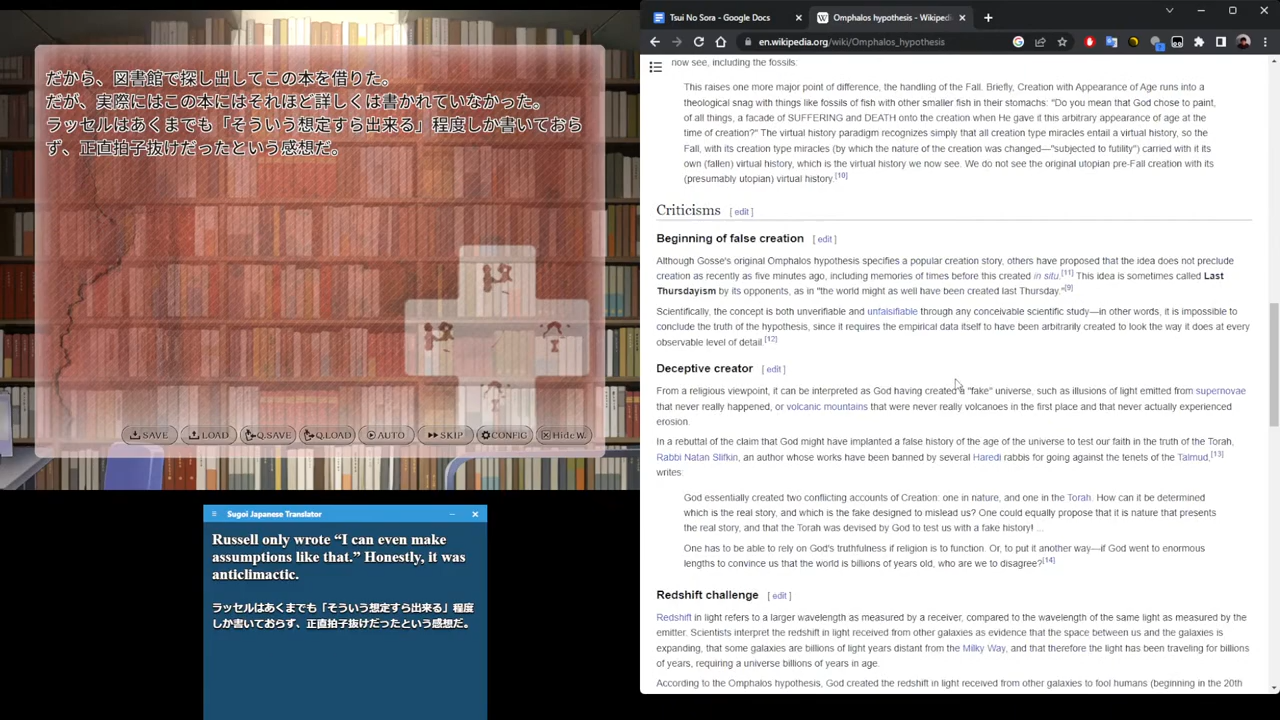 だから、図書館で探し出してこの本を借りた。
だが、実際にはこの本にはそれほど詳しくは書かれていなかった。
ラッセルはあくまでも「そういう想定すら出来る」程度しか書いておら
ず、正直拍子抜けだったという感想だ。
SAVE
LOAD
Q.SAVE
Q.LOAD
AUTO
SKIP
CONFIG
Hide W.
Sugoi Japanese Translator
Russell only wrote “I can even make
assumptions like that.” Honestly, it was
anticlimactic.
ラッセルはあくまでも「そういう想定すら出来る」程度
しか書いておらず、正直拍子抜けだったという感想だ。
Tsui No Sora - Google Docs
Omphalos hypothesis - Wikiped
en.wikipedia.org/wiki/Omphalos_hypothesis
now see, including the fossils.
This raises one more major point of difference, the handling of the Fall. Briefly, Creation with Appearance of Age runs into a
theological snag with things like fossils of fish with other smaller fish in their stomachs: "Do you mean that God chose to paint,
of all things, a facade of SUFFERING and DEATH onto the creation when He gave it this arbitrary appearance of age at the
time of creation?" The virtual history paradigm recognizes simply that all creation type miracles entail a virtual history, so the
Fall, with its creation type miracles (by which the nature of the creation was changed—"subjected to futility") carried with it its
own (fallen) virtual history, which is the virtual history we now see. We do not see the original utopian pre-Fall creation with its
(presumably utopian) virtual history.[10]
Criticisms [ edit ]
Beginning of false creation [ edit ]
Although Gosse's original Omphalos hypothesis specifies a popular creation story, others have proposed that the idea does not preclude
creation as recently as five minutes ago, including memories of times before this created in situ.[11] This idea is sometimes called Last
Thursdayism by its opponents, as in "the world might as well have been created last Thursday."[9]
Scientifically, the concept is both unverifiable and unfalsifiable through any conceivable scientific study—in other words, it is impossible to
conclude the truth of the hypothesis, since it requires the empirical data itself to have been arbitrarily created to look the way it does at every
observable level of detail.[12]
Deceptive creator [ edit ]
From a religious viewpoint, it can be interpreted as God having created a "fake" universe, such as illusions of light emitted from supernovae
that never really happened, or volcanic mountains that were never really volcanoes in the first place and that never actually experienced
erosion.
In a rebuttal of the claim that God might have implanted a false history of the age of the universe to test our faith in the truth of the Torah,
Rabbi Natan Slifkin, an author whose works have been banned by several Haredi rabbis for going against the tenets of the Talmud,[13]
writes:
God essentially created two conflicting accounts of Creation: one in nature, and one in the Torah. How can it be determined
which is the real story, and which is the fake designed to mislead us? One could equally propose that it is nature that presents
the real story, and that the Torah was devised by God to test us with a fake history! ...
One has to be able to rely on God's truthfulness if religion is to function. Or, to put it another way—if God went to enormous
lengths to convince us that the world is billions of years old, who are we to disagree?[14]
Redshift challenge [ edit ]
Redshift in light refers to a larger wavelength as measured by a receiver, compared to the wavelength of the same light as measured by the
emitter. Scientists interpret the redshift in light received from other galaxies as evidence that the space between us and the galaxies is
expanding, that some galaxies are billions of light years distant from the Milky Way, and that therefore the light has been traveling for billions
of years, requiring a universe billions of years in age.
According to the Omphalos hypothesis, God created the redshift in light received from other galaxies to fool humans (beginning in the 20th